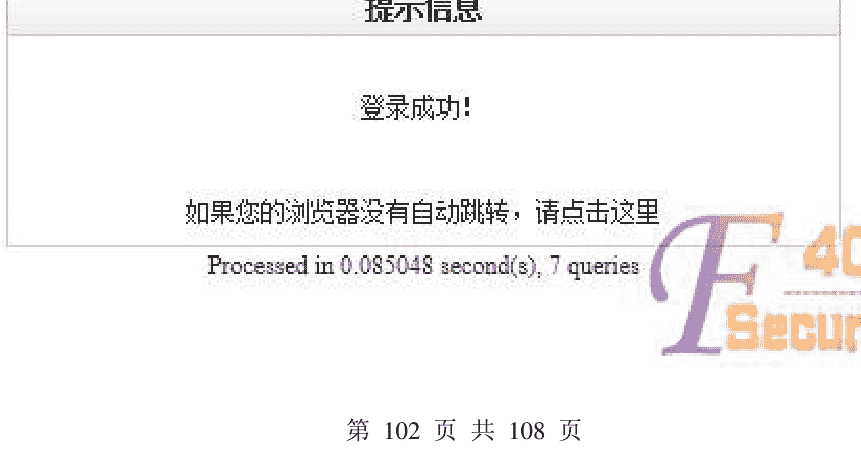 提示信息
登录成功!
如果您的浏览器没有自动跳转，请点击这里
Processed in 0.085048 second(s), 7 queries
F 40
Secur
第 102 页 共 108 页